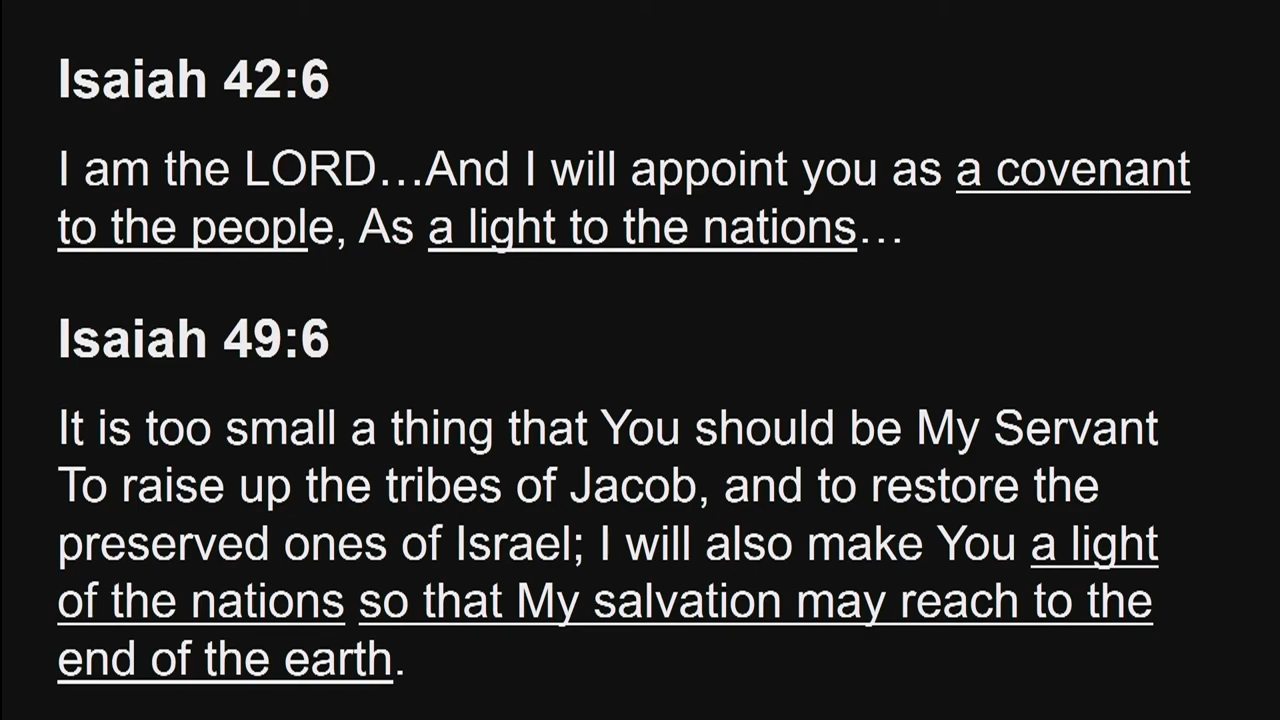 Isaiah 42:6
I am the LORD…And I will appoint you as a covenant
to the people, As a light to the nations…
Isaiah 49:6
It is too small a thing that You should be My Servant
To raise up the tribes of Jacob, and to restore the
preserved ones of Israel; I will also make You a light
of the nations so that My salvation may reach to the
end of the earth.